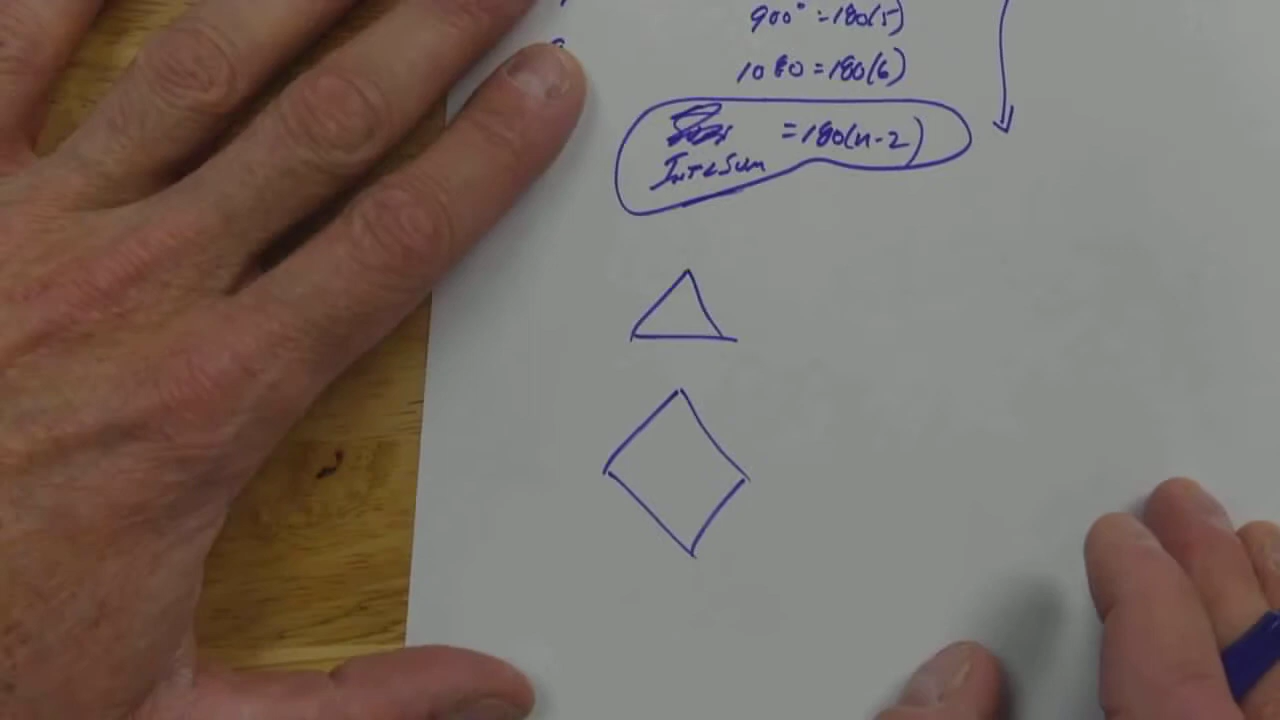 900° = 180(5)
1080 = 180(6)
= 180(n-2)
INT < SUM